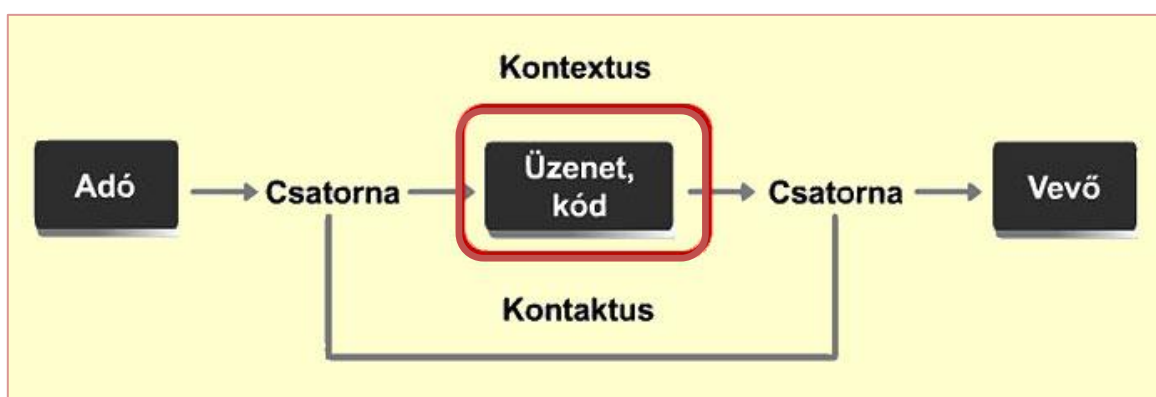 Kontextus
Adó
Csatorna
Üzenet,
kód
Csatorna
Vevő
Kontaktus